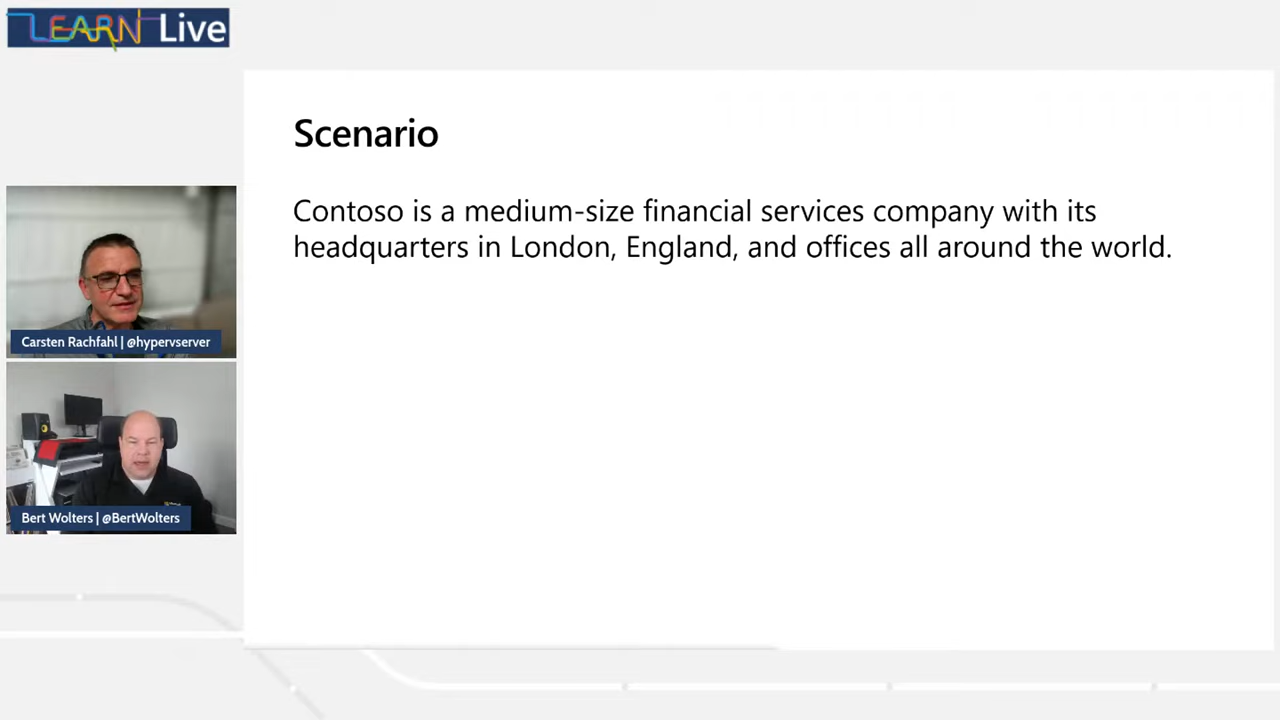 LEARN Live
Scenario
Contoso is a medium-size financial services company with its
headquarters in London, England, and offices all around the world.
Carsten Rachfahl | @hypervserver
Bert Wolters | @BertWolters